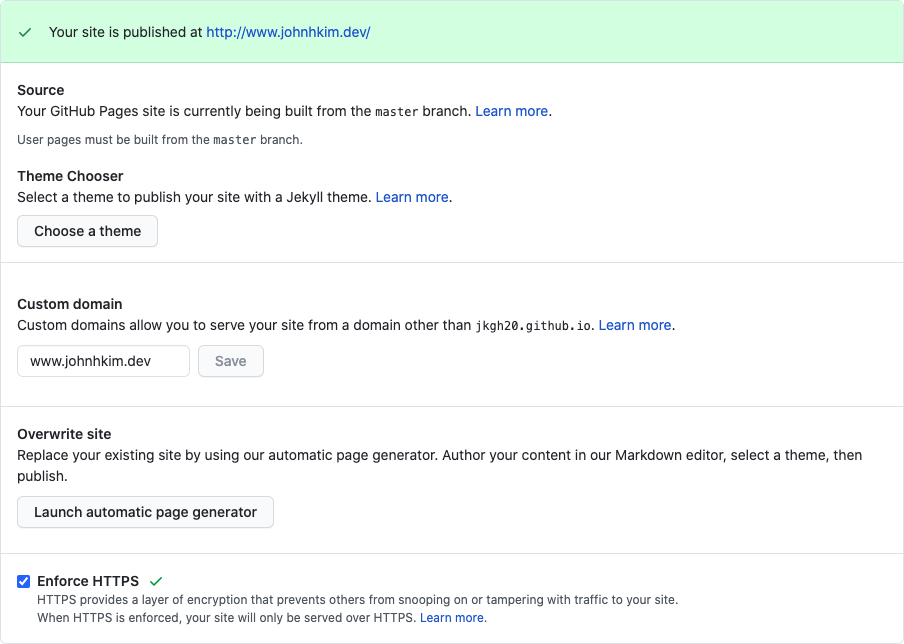 Your site is published at http://www.johnhkim.dev/
Source
Your GitHub Pages site is currently being built from the master branch. Learn more.
User pages must be built from the master branch.
Theme Chooser
Select a theme to publish your site with a Jekyll theme. Learn more.
Choose a theme
Custom domain
Custom domains allow you to serve your site from a domain other than jkgh20.github.io. Learn more.
www.johnhkim.dev Save
Overwrite site
Replace your existing site by using our automatic page generator. Author your content in our Markdown editor, select a theme, then
publish.
Launch automatic page generator
Enforce HTTPS
HTTPS provides a layer of encryption that prevents others from snooping on or tampering with traffic to your site.
When HTTPS is enforced, your site will only be served over HTTPS. Learn more.